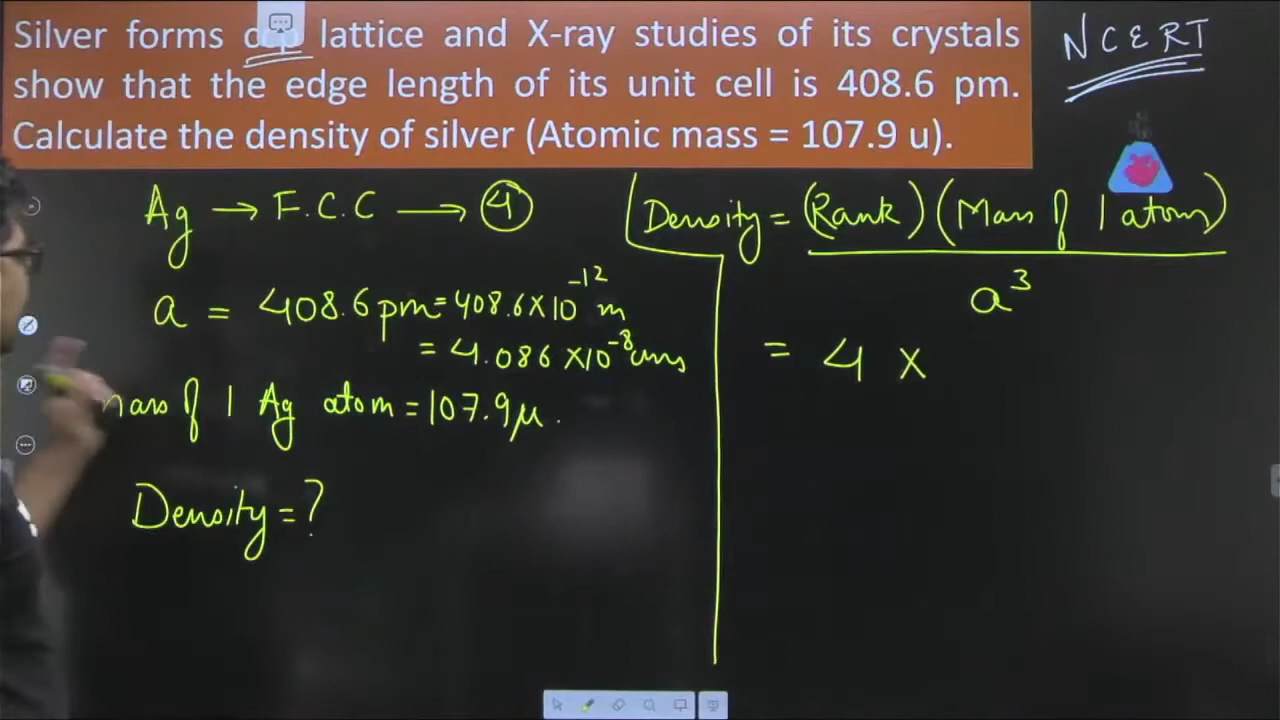 Silver forms ccp lattice and X-ray studies of its crystals
show that the edge length of its unit cell is 408.6 pm.
Calculate the density of silver (Atomic mass = 107.9 u).
NCERT
Ag → F.C.C → 4
a = 408.6 pm = 408.6 × 10⁻¹² m
= 4.086 × 10⁻⁸ cms
mass of 1 Ag atom = 107.9 μ.
Density = ?
Density = (Rank) (Mass of 1 atom)
a³
= 4 ×